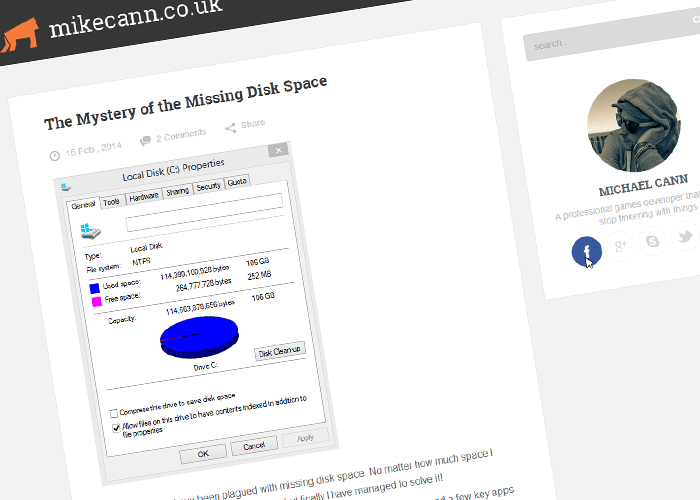 mikecann.co.uk
The Mystery of the Missing Disk Space
15 Feb , 2014 2 Comments Share
Local Disk (C:) Properties
General Tools Hardware Sharing Security Quota
Type: Local Disk
File system: NTFS
Used space: 114,399,100,928 bytes 106 GB
Free space: 264,777,728 bytes 252 MB
Capacity: 114,663,878,656 bytes 106 GB
Drive C:
Disk Clean-up
Compress this drive to save disk space
Allow files on this drive to have contents indexed in addition to
file properties
OK Cancel Apply
have been plagued with missing disk space. No matter how much space I
finally I have managed to solve it!
a few key apps
search..
MICHAEL CANN
A professional games developer that
stop tinkering with things